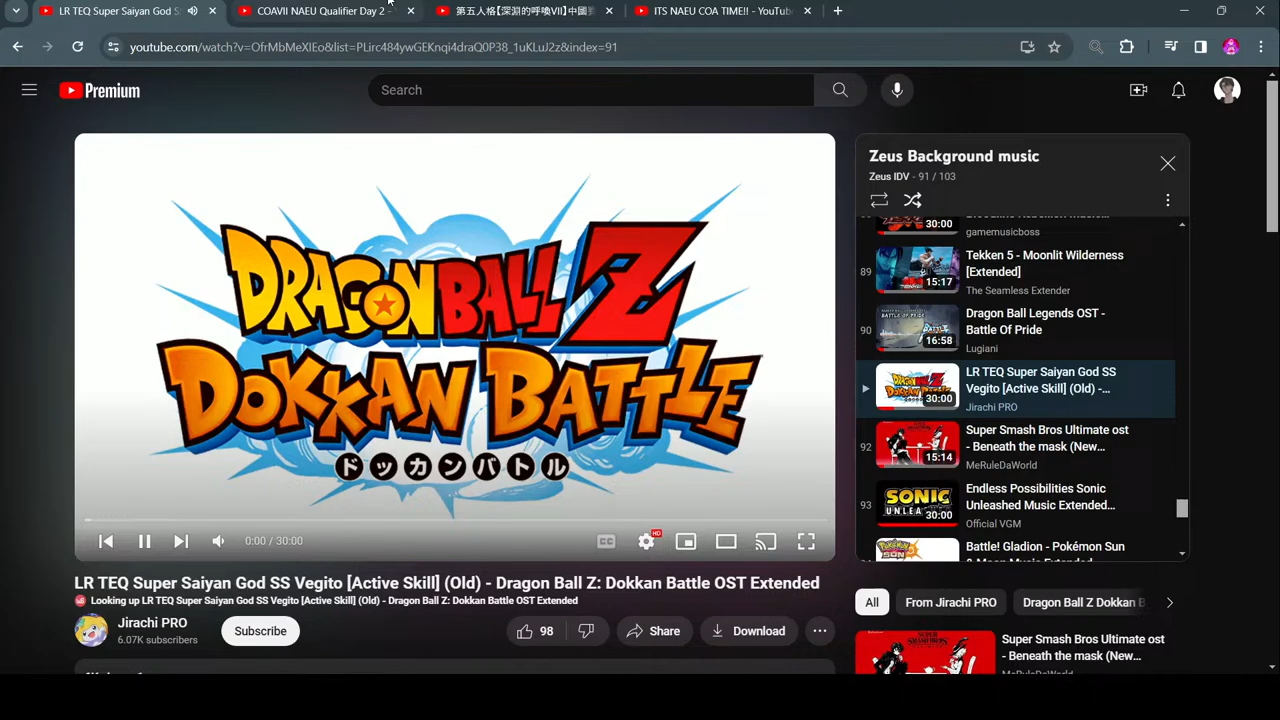 LR TEQ Super Saiyan God S
COAVII NAEU Qualifier Day 2 -
第五人格【深淵的呼喚VII】中國
ITS NAEU COA TIME!! - YouTub
youtube.com/watch?v=OfrMbMeXIEo&list=PLirc484ywGEKnqi4draQ0P38_1uKLuJ2z&index=91
Premium
Search
DRAGON BALL Z
DOKKAN BATTLE
ドッカンバトル
0:00 / 30:00
CC
HD
LR TEQ Super Saiyan God SS Vegito [Active Skill] (Old) - Dragon Ball Z: Dokkan Battle OST Extended
Looking up LR TEQ Super Saiyan God SS Vegito [Active Skill] (Old) - Dragon Ball Z: Dokkan Battle OST Extended
Jirachi PRO
6.07K subscribers
Subscribe
98
Share
Download
Zeus Background music
Zeus IDV - 91 / 103
30:00
gamemusicboss
89
Tekken 5 - Moonlit Wilderness
[Extended]
15:17
The Seamless Extender
90
Dragon Ball Legends OST -
Battle Of Pride
16:58
Lugiani
LR TEQ Super Saiyan God SS
Vegito [Active Skill] (Old) -...
30:00
Jirachi PRO
92
Super Smash Bros Ultimate ost
- Beneath the mask (New...
15:14
MeRuleDaWorld
93
Endless Possibilities Sonic
Unleashed Music Extended...
30:00
Official VGM
Battle! Gladion - Pokémon Sun
All
From Jirachi PRO
Dragon Ball Z Dokkan B
Super Smash Bros Ultimate ost
- Beneath the mask (New...